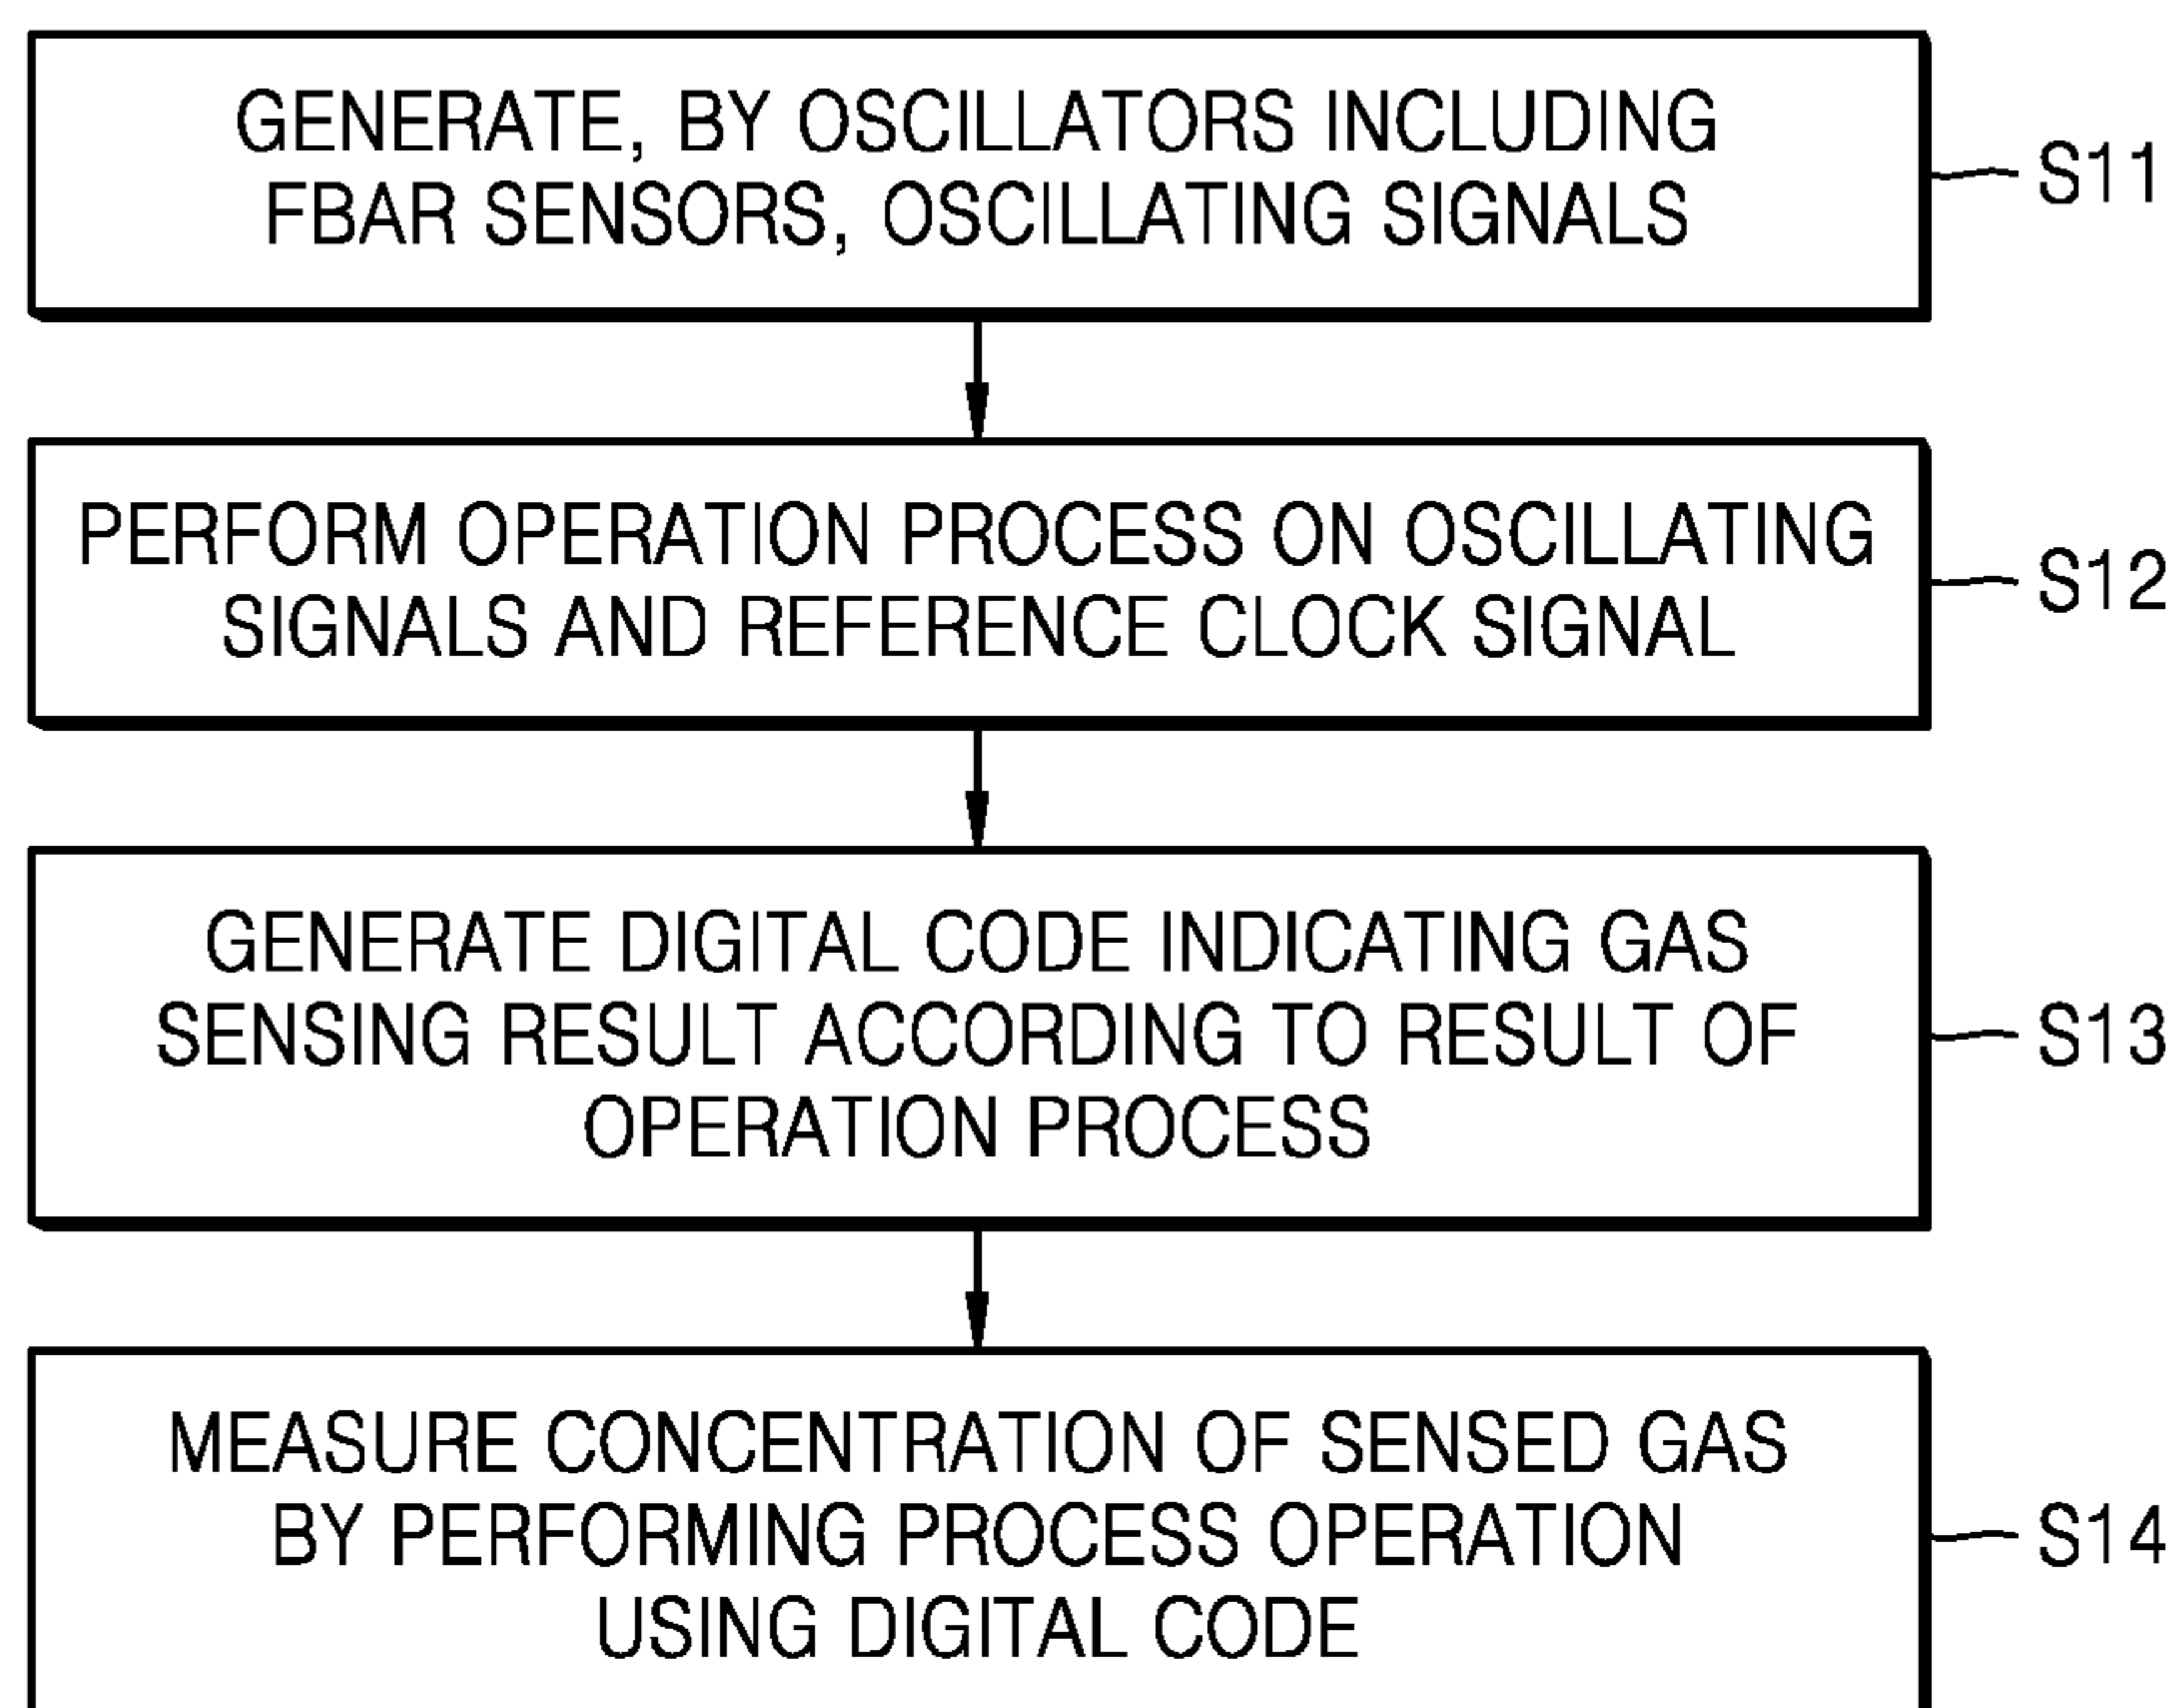 GENERATE, BY OSCILLATORS INCLUDING
FBAR SENSORS, OSCILLATING SIGNALS
S11
PERFORM OPERATION PROCESS ON OSCILLATING
SIGNALS AND REFERENCE CLOCK SIGNAL
S12
GENERATE DIGITAL CODE INDICATING GAS
SENSING RESULT ACCORDING TO RESULT OF
OPERATION PROCESS
S13
MEASURE CONCENTRATION OF SENSED GAS
BY PERFORMING PROCESS OPERATION
USING DIGITAL CODE
S14